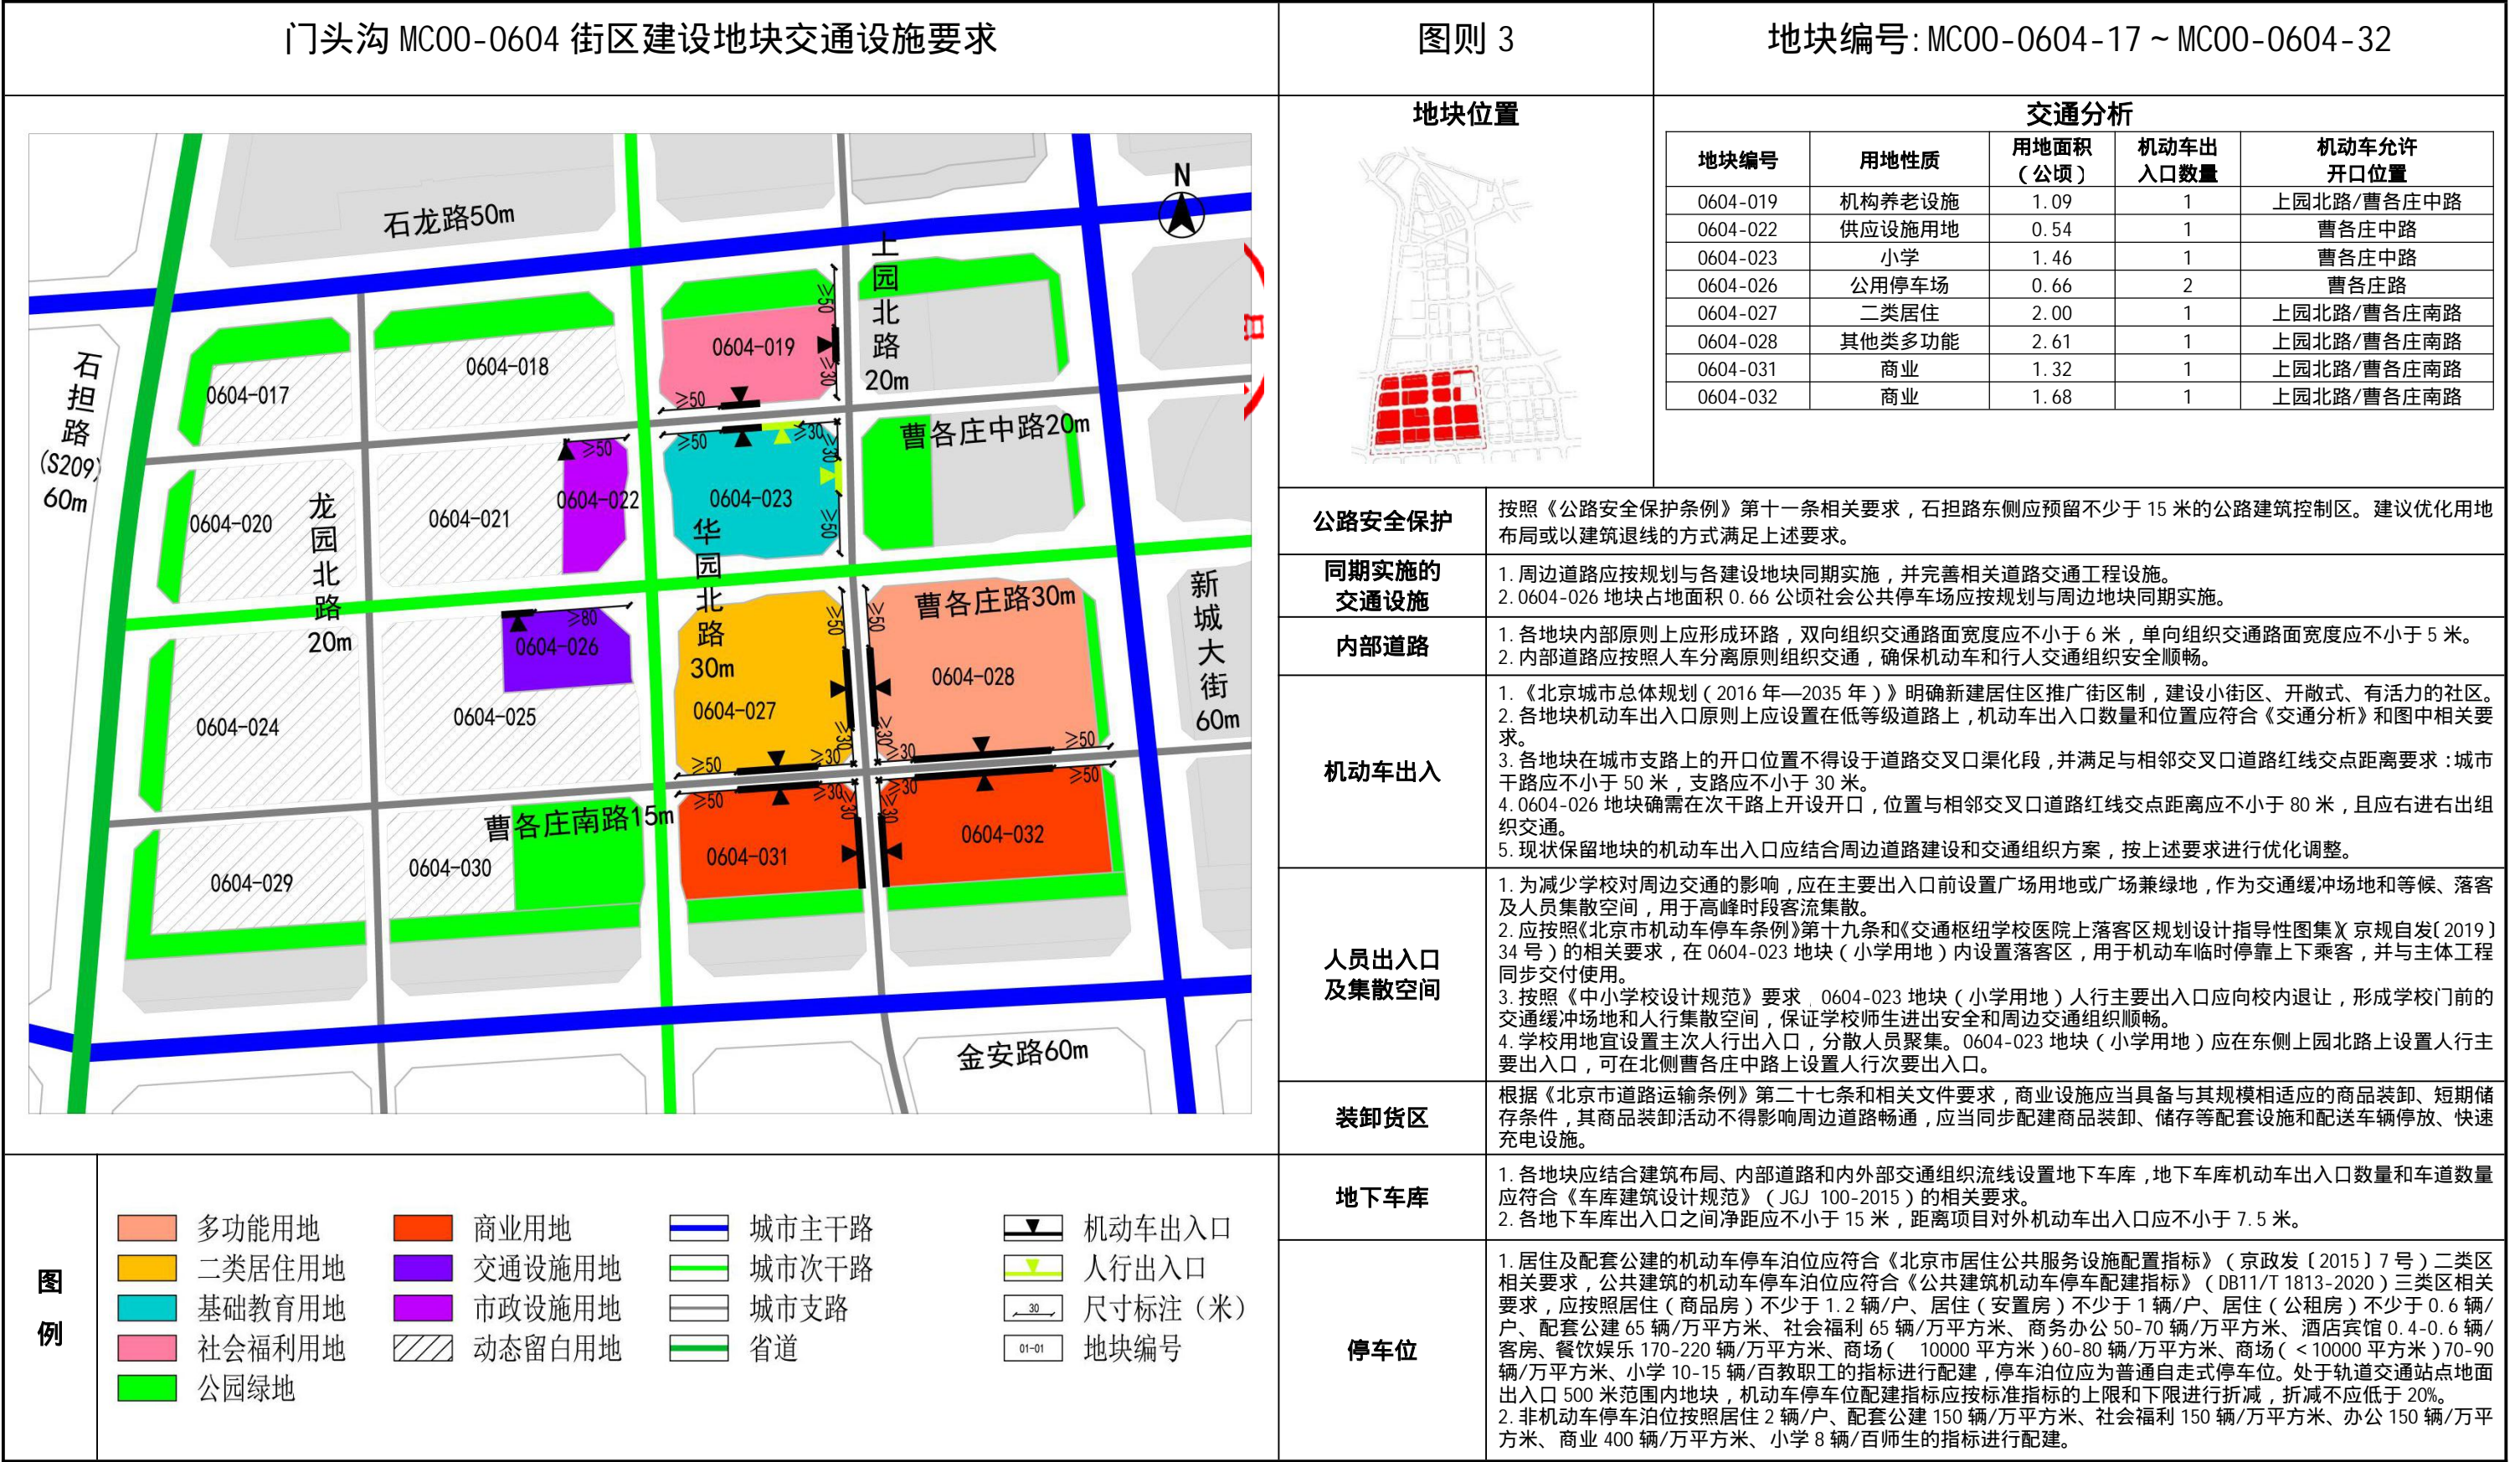 门头沟 MC00-0604 街区建设地块交通设施要求
图则 3
地块编号:MC00-0604-17～MC00-0604-32
石龙路50m
N
上园北路
20m
石担路
(S209)
60m
0604-017
0604-018
0604-019
≥50
≥30
≥50
曹各庄中路20m
≥50
≥30
≥30
≥50
≥50
0604-020
龙园北路
20m
0604-021
0604-022
0604-023
华园北路
30m
曹各庄路30m
新城大街
60m
≥80
0604-026
≥50
≥50
0604-024
0604-025
0604-027
0604-028
≥30
≥30
≥50
≥30
≥30
≥50
曹各庄南路15m
≥50
≥30
≥30
≥50
≥30
≥30
0604-029
0604-030
0604-031
0604-032
金安路60m
地块位置
交通分析
地块编号 用地性质 用地面积（公顷） 机动车出入口数量 机动车允许开口位置
0604-019 机构养老设施 1.09 1 上园北路/曹各庄中路
0604-022 供应设施用地 0.54 1 曹各庄中路
0604-023 小学 1.46 1 曹各庄中路
0604-026 公用停车场 0.66 2 曹各庄路
0604-027 二类居住 2.00 1 上园北路/曹各庄南路
0604-028 其他类多功能 2.61 1 上园北路/曹各庄南路
0604-031 商业 1.32 1 上园北路/曹各庄南路
0604-032 商业 1.68 1 上园北路/曹各庄南路
公路安全保护
按照《公路安全保护条例》第十一条相关要求，石担路东侧应预留不少于 15 米的公路建筑控制区。建议优化用地
布局或以建筑退线的方式满足上述要求。
同期实施的
交通设施
1.周边道路应按规划与各建设地块同期实施，并完善相关道路交通工程设施。
2.0604-026 地块占地面积 0.66 公顷社会公共停车场应按规划与周边地块同期实施。
内部道路
1.各地块内部原则上应形成环路，双向组织交通路面宽度应不小于 6 米，单向组织交通路面宽度应不小于 5 米。
2.内部道路应按照人车分离原则组织交通，确保机动车和行人交通组织安全顺畅。
机动车出入
1.《北京城市总体规划（2016 年—2035 年）》明确新建居住区推广街区制，建设小街区、开敞式、有活力的社区。
2.各地块机动车出入口原则上应设置在低等级道路上，机动车出入口数量和位置应符合《交通分析》和图中相关要
求。
3.各地块在城市支路上的开口位置不得设于道路交叉口渠化段，并满足与相邻交叉口道路红线交点距离要求：城市
干路应不小于 50 米，支路应不小于 30 米。
4.0604-026 地块确需在次干路上开设开口，位置与相邻交叉口道路红线交点距离应不小于 80 米，且应右进右出组
织交通。
5.现状保留地块的机动车出入口应结合周边道路建设和交通组织方案，按上述要求进行优化调整。
人员出入口
及集散空间
1.为减少学校对周边交通的影响，应在主要出入口前设置广场用地或广场兼绿地，作为交通缓冲场地和等候、落客
及人员集散空间，用于高峰时段客流集散。
2.应按照《北京市机动车停车条例》第十九条和《交通枢纽学校医院上落客区规划设计指导性图集》（京规自发〔2019〕
34 号）的相关要求，在 0604-023 地块（小学用地）内设置落客区，用于机动车临时停靠上下乘客，并与主体工程
同步交付使用。
3.按照《中小学校设计规范》要求，0604-023 地块（小学用地）人行主要出入口应向校内退让，形成学校门前的
交通缓冲场地和人行集散空间，保证学校师生进出安全和周边交通组织顺畅。
4.学校用地宜设置主次人行出入口，分散人员聚集。0604-023 地块（小学用地）应在东侧上园北路上设置人行主
要出入口，可在北侧曹各庄中路上设置人行次要出入口。
装卸货区
根据《北京市道路运输条例》第二十七条和相关文件要求，商业设施应当具备与其规模相适应的商品装卸、短期储
存条件，其商品装卸活动不得影响周边道路畅通，应当同步配建商品装卸、储存等配套设施和配送车辆停放、快速
充电设施。
地下车库
1.各地块应结合建筑布局、内部道路和内外部交通组织流线设置地下车库，地下车库机动车出入口数量和车道数量
应符合《车库建筑设计规范》（JGJ 100-2015）的相关要求。
2.各地下车库出入口之间净距应不小于 15 米，距离项目对外机动车出入口应不小于 7.5 米。
停车位
1.居住及配套公建的机动车停车泊位应符合《北京市居住公共服务设施配置指标》（京政发〔2015〕7 号）二类区
相关要求，公共建筑的机动车停车泊位应符合《公共建筑机动车停车配建指标》（DB11/T 1813-2020）三类区相关
要求，应按照居住（商品房）不少于 1.2 辆/户、居住（安置房）不少于 1 辆/户、居住（公租房）不少于 0.6 辆/
户、配套公建 65 辆/万平方米、社会福利 65 辆/万平方米、商务办公 50-70 辆/万平方米、酒店宾馆 0.4-0.6 辆/
客房、餐饮娱乐 170-220 辆/万平方米、商场（ 10000 平方米）60-80 辆/万平方米、商场（＜10000 平方米）70-90
辆/万平方米、小学 10-15 辆/百教职工的指标进行配建，停车泊位应为普通自走式停车位。处于轨道交通站点地面
出入口 500 米范围内地块，机动车停车位配建指标应按标准指标的上限和下限进行折减，折减不应低于 20%。
2.非机动车停车泊位按照居住 2 辆/户、配套公建 150 辆/万平方米、社会福利 150 辆/万平方米、办公 150 辆/万平
方米、商业 400 辆/万平方米、小学 8 辆/百师生的指标进行配建。
图例
多功能用地 商业用地 城市主干路 机动车出入口
二类居住用地 交通设施用地 城市次干路 人行出入口
基础教育用地 市政设施用地 城市支路 30 尺寸标注（米）
社会福利用地 动态留白用地 省道 01-01 地块编号
公园绿地